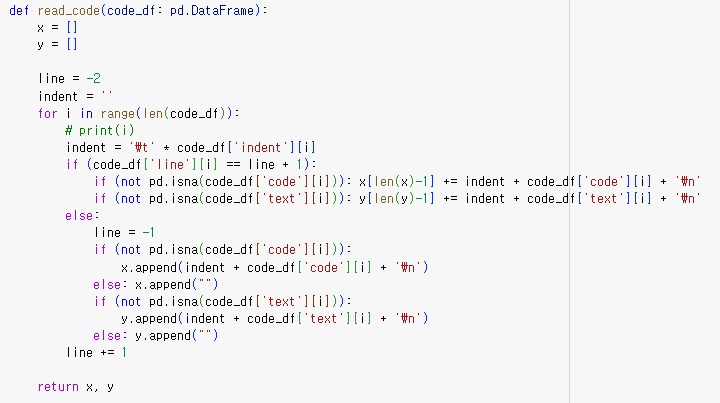 def read_code(code_df: pd.DataFrame):
    x = []
    y = []

    line = -2
    indent = ''
    for i in range(len(code_df)):
        # print(i)
        indent = '₩t' * code_df['indent'][i]
        if (code_df['line'][i] == line + 1):
            if (not pd.isna(code_df['code'][i])): x[len(x)-1] += indent + code_df['code'][i] + '₩n'
            if (not pd.isna(code_df['text'][i])): y[len(y)-1] += indent + code_df['text'][i] + '₩n'
        else:
            line = -1
            if (not pd.isna(code_df['code'][i])):
                x.append(indent + code_df['code'][i] + '₩n')
            else: x.append("")
            if (not pd.isna(code_df['text'][i])):
                y.append(indent + code_df['text'][i] + '₩n')
            else: y.append("")
        line += 1

    return x, y